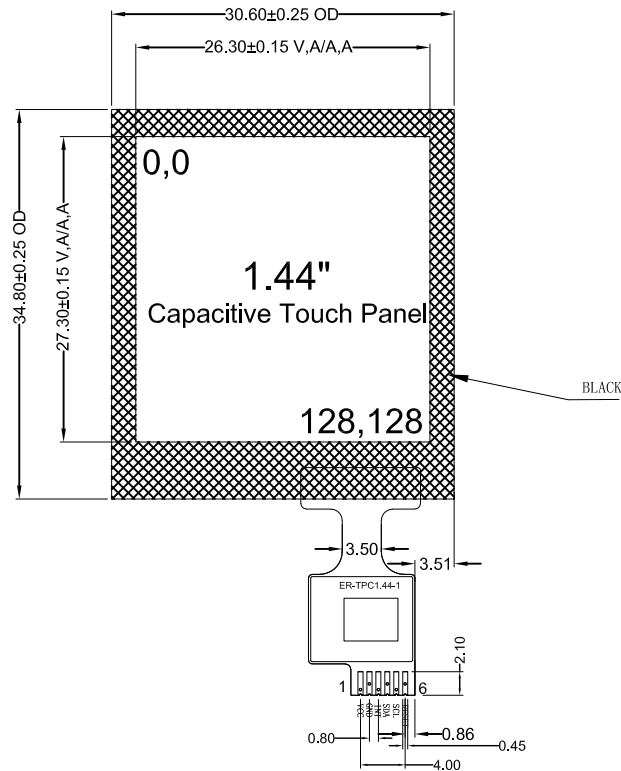 30.60±0.25 OD
26.30±0.15 V,A/A,A
34.80±0.25 OD
27.30±0.15 V,A/A,A
0,0
1.44"
Capacitive Touch Panel
128,128
BLACK
3.50
3.51
ER-TPC1.44-1
2.10
1
6
VCC
GND
INT
SDA
SCL
RESET
0.80
0.86
0.45
4.00